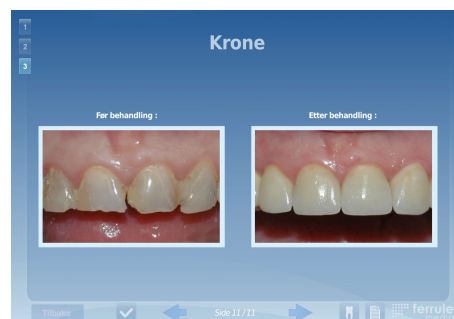 1
2
3
Krone
Før behandling :
Etter behandling :
Tilbake
Side 11/11
ferrule